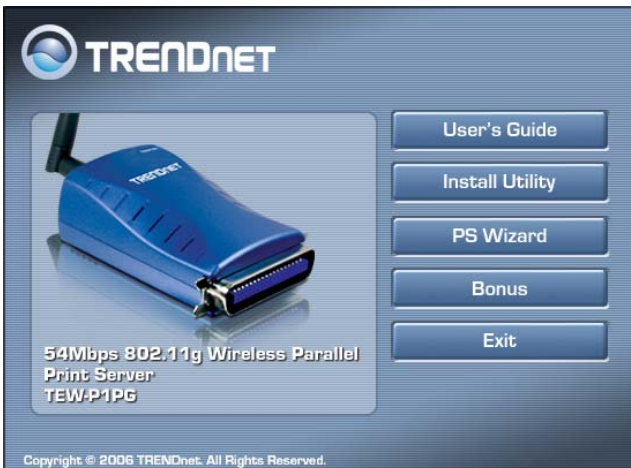 TRENDNET
User's Guide
Install Utility
PS Wizard
Bonus
Exit
TRENDNET
54Mbps 802.11g Wireless Parallel
Print Server
TEW-P1PG
Copyright © 2006 TRENDnet. All Rights Reserved.